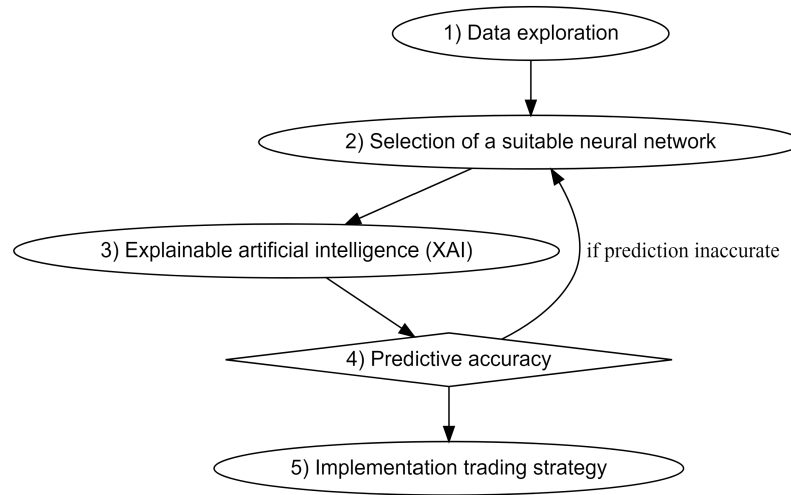 1) Data exploration
2) Selection of a suitable neural network
3) Explainable artificial intelligence (XAI)
if prediction inaccurate
4) Predictive accuracy
5) Implementation trading strategy